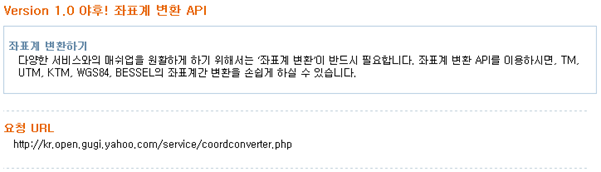 Version 1.0 야후! 좌표계 변환 API
좌표계 변환하기
다양한 서비스와의 매쉬업을 원활하게 하기 위해서는 '좌표계 변환'이 반드시 필요합니다. 좌표계 변환 API를 이용하시면, TM,
UTM, KTM, WGS84, BESSEL의 좌표계간 변환을 손쉽게 하실 수 있습니다.
요청 URL
http://kr.open.gugi.yahoo.com/service/coordconverter.php